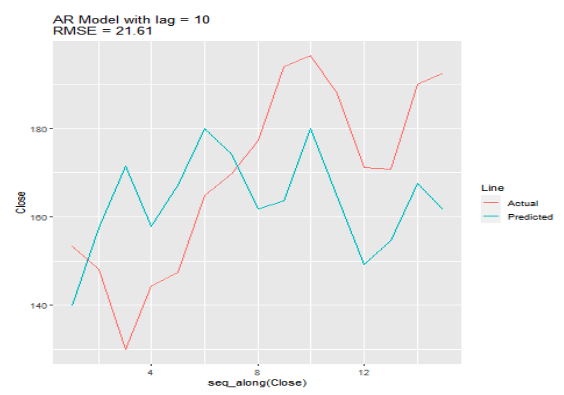 AR Model with lag = 10
RMSE = 21.61
Close
180
160
140
4
8
12
seq_along(Close)
Line
Actual
Predicted